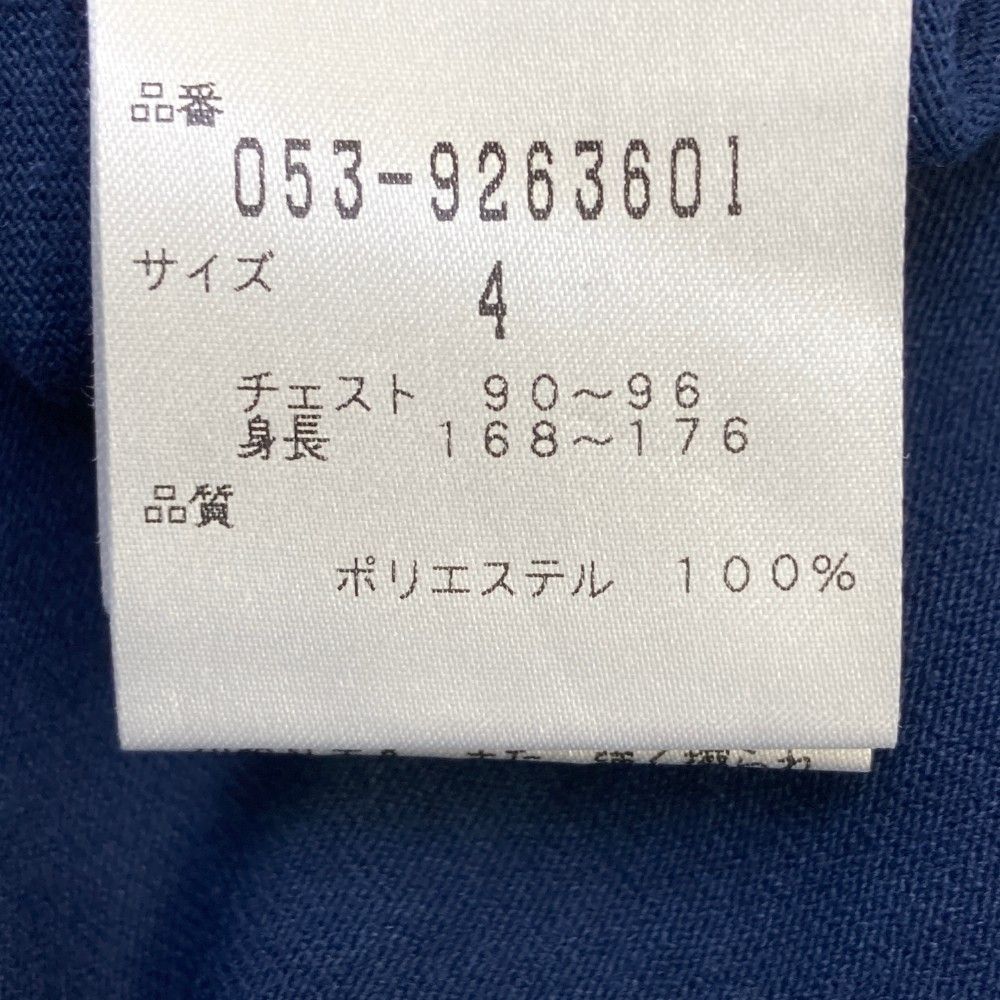 品番
053-9263601
サイズ
4
チェスト 90～96
身長 168～176
品質
ポリエステル 100%